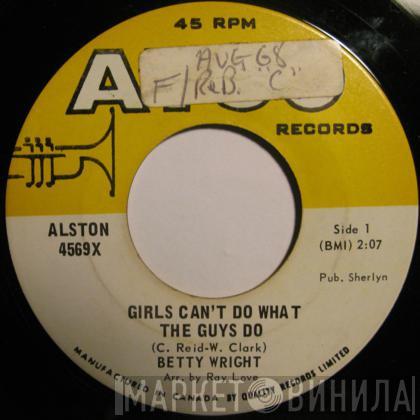 45 RPM
AUG 68
F/R&B. "C"
RECORDS
ALSTON
4569X
Side 1
(BMI) 2:07
Pub. Sherlyn
GIRLS CAN'T DO WHAT
THE GUYS DO
(C. Reid-W. Clark)
BETTY WRIGHT
Arr. by Ray Love
MANUFACTURED IN CANADA BY QUALITY RECORDS LIMITED
МАРКЕТ ВИНИЛА